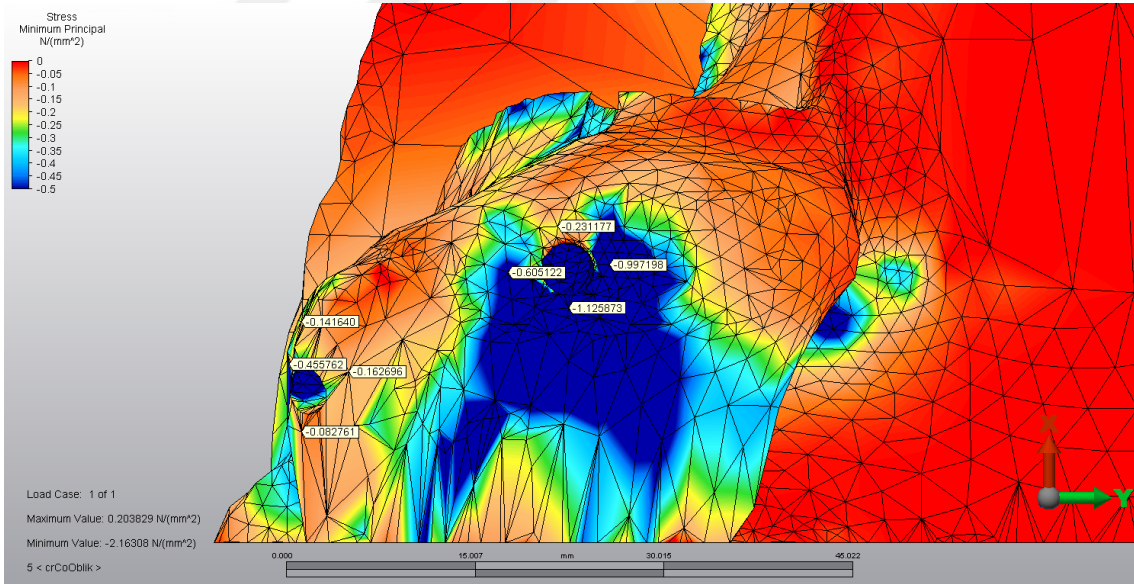 Stress
Minimum Principal
N/(mm^2)
0
-0.05
-0.1
-0.15
-0.2
-0.25
-0.3
-0.35
-0.4
-0.45
-0.5
-0.231177
-0.605122
-0.997198
-1.125873
-0.141640
-0.455762
-0.162696
-0.082761
X
Y
Load Case: 1 of 1
Maximum Value: 0.203829 N/(mm^2)
Minimum Value: -2.16308 N/(mm^2)
5 < crCoOblik >
0.000 15.007 mm 30.015 45.022